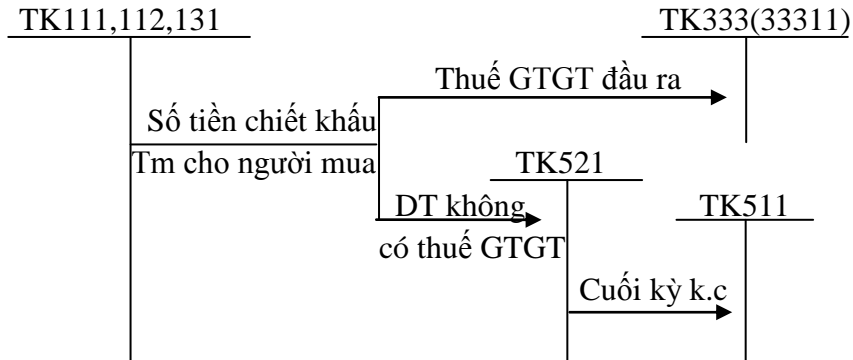 TK111,112,131
TK333(33311)
Thuế GTGT đầu ra
Số tiền chiết khấu
Tm cho người mua
TK521
DT không
có thuế GTGT
TK511
Cuối kỳ k.c